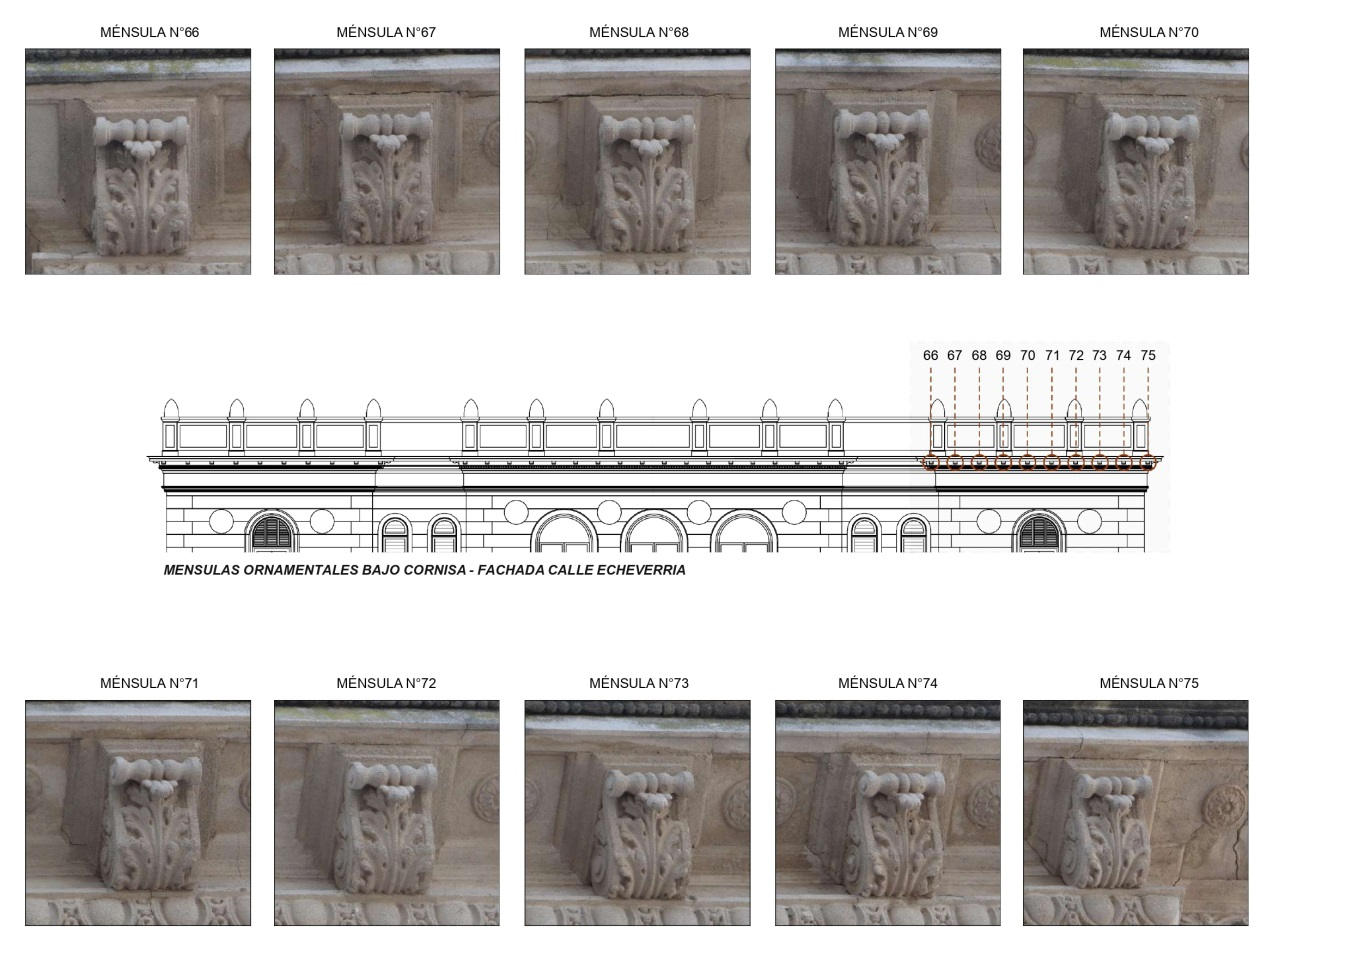 MÉNSULA N°66
MÉNSULA N°67
MÉNSULA N°68
MÉNSULA N°69
MÉNSULA N°70
66 67 68 69 70 71 72 73 74 75
MENSULAS ORNAMENTALES BAJO CORNISA - FACHADA CALLE ECHEVERRIA
MÉNSULA N°71
MÉNSULA N°72
MÉNSULA N°73
MÉNSULA N°74
MÉNSULA N°75